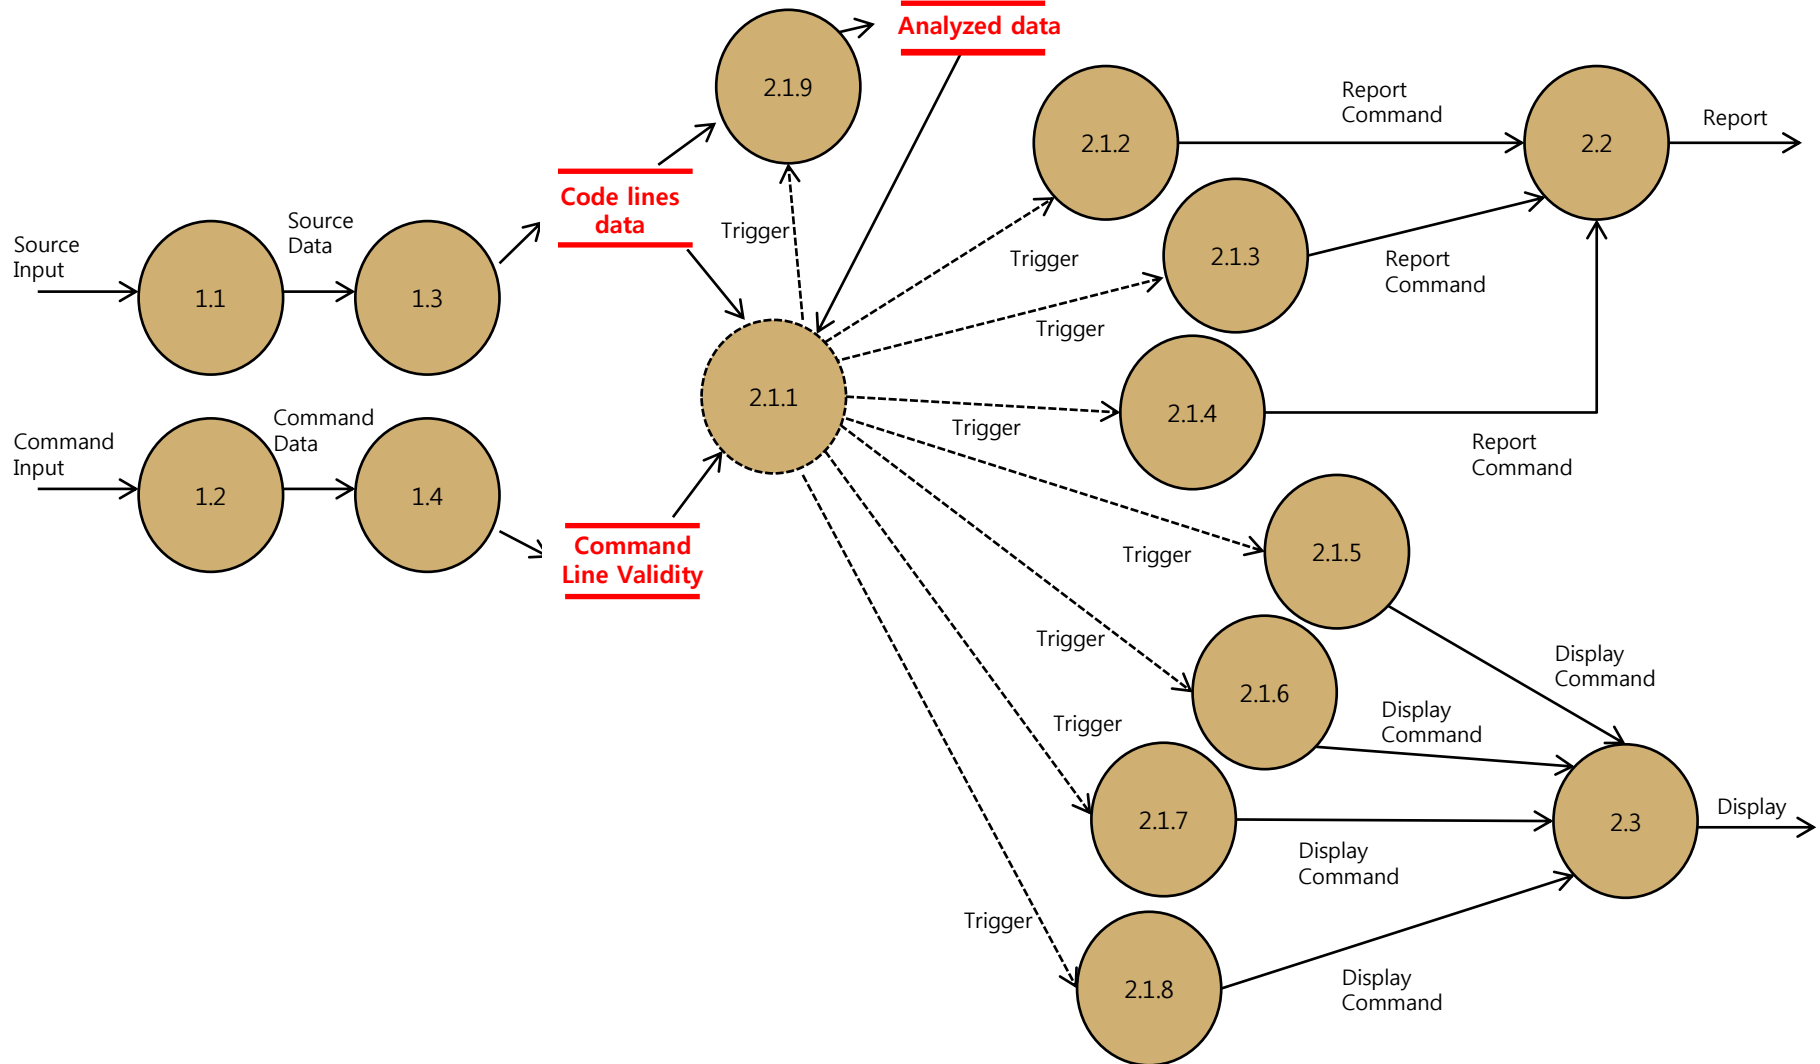 Analyzed data
2.1.9
Report
Command
Report
2.1.2
2.2
Code lines
data
Trigger
Source
Data
Source
Input
1.1
1.3
Trigger
2.1.3
Report
Command
Trigger
2.1.1
2.1.4
Trigger
Report
Command
Command
Data
Command
Input
1.2
1.4
Command
Line Validity
Trigger
2.1.5
Trigger
2.1.6
Display
Command
Display
Command
Trigger
2.1.7
2.3
Display
Display
Command
Trigger
2.1.8
Display
Command